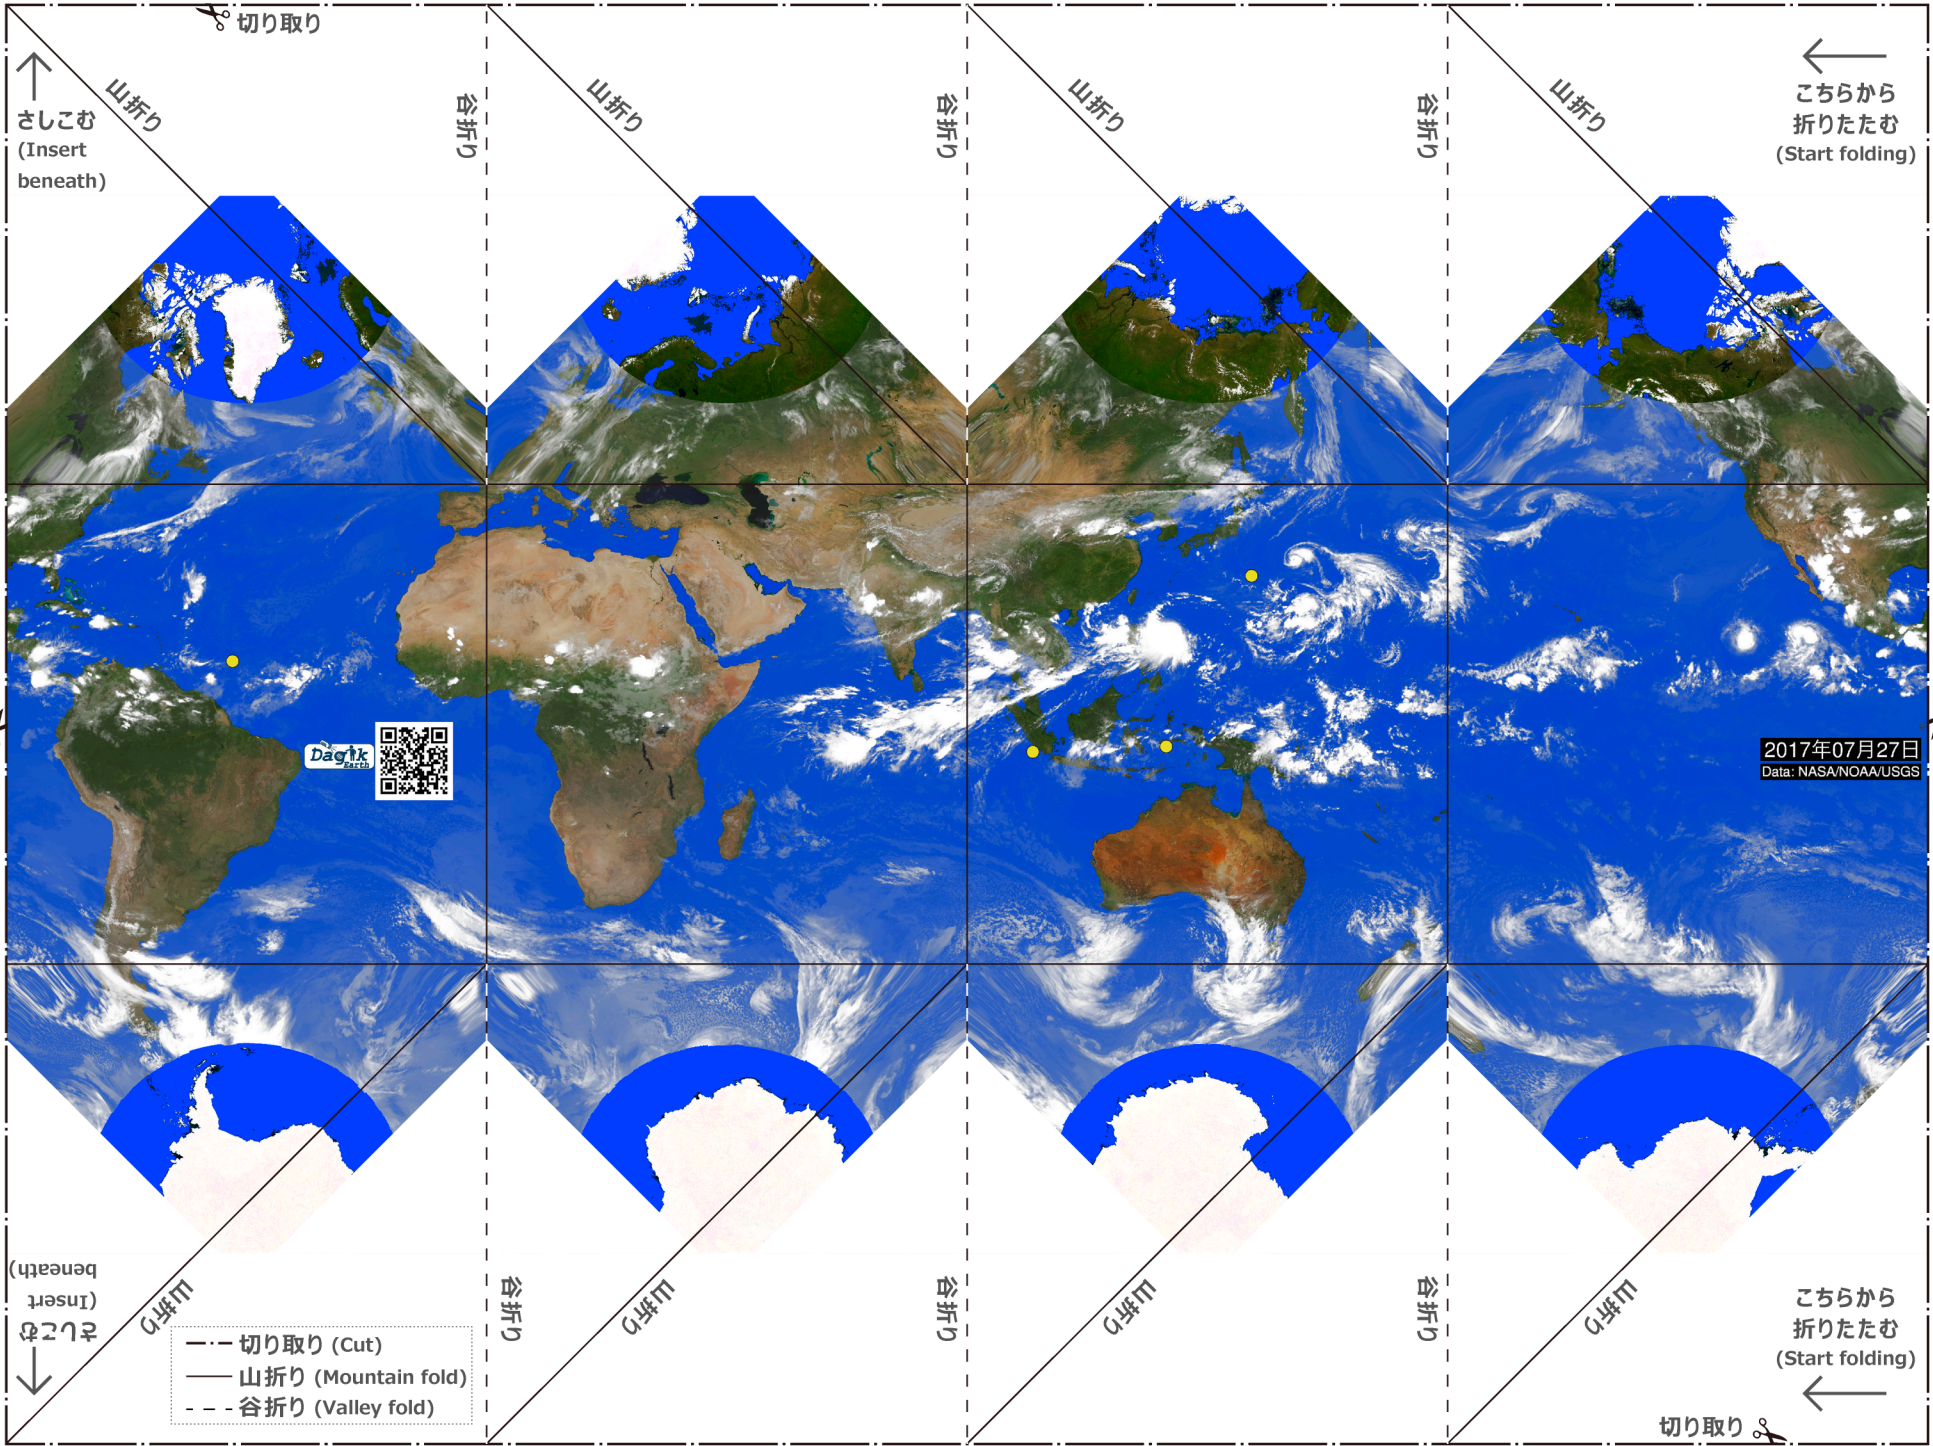 切り取り
さしこむ
(Insert
beneath)
山折り
谷折り
山折り
谷折り
山折り
谷折り
山折り
こちらから
折りたたむ
(Start folding)
Dagik
Earth
2017年07月27日
Data: NASA/NOAA/USGS
さしこむ
(Insert
beneath)
山折り
谷折り
山折り
谷折り
山折り
谷折り
山折り
こちらから
折りたたむ
(Start folding)
切り取り (Cut)
山折り (Mountain fold)
谷折り (Valley fold)
切り取り